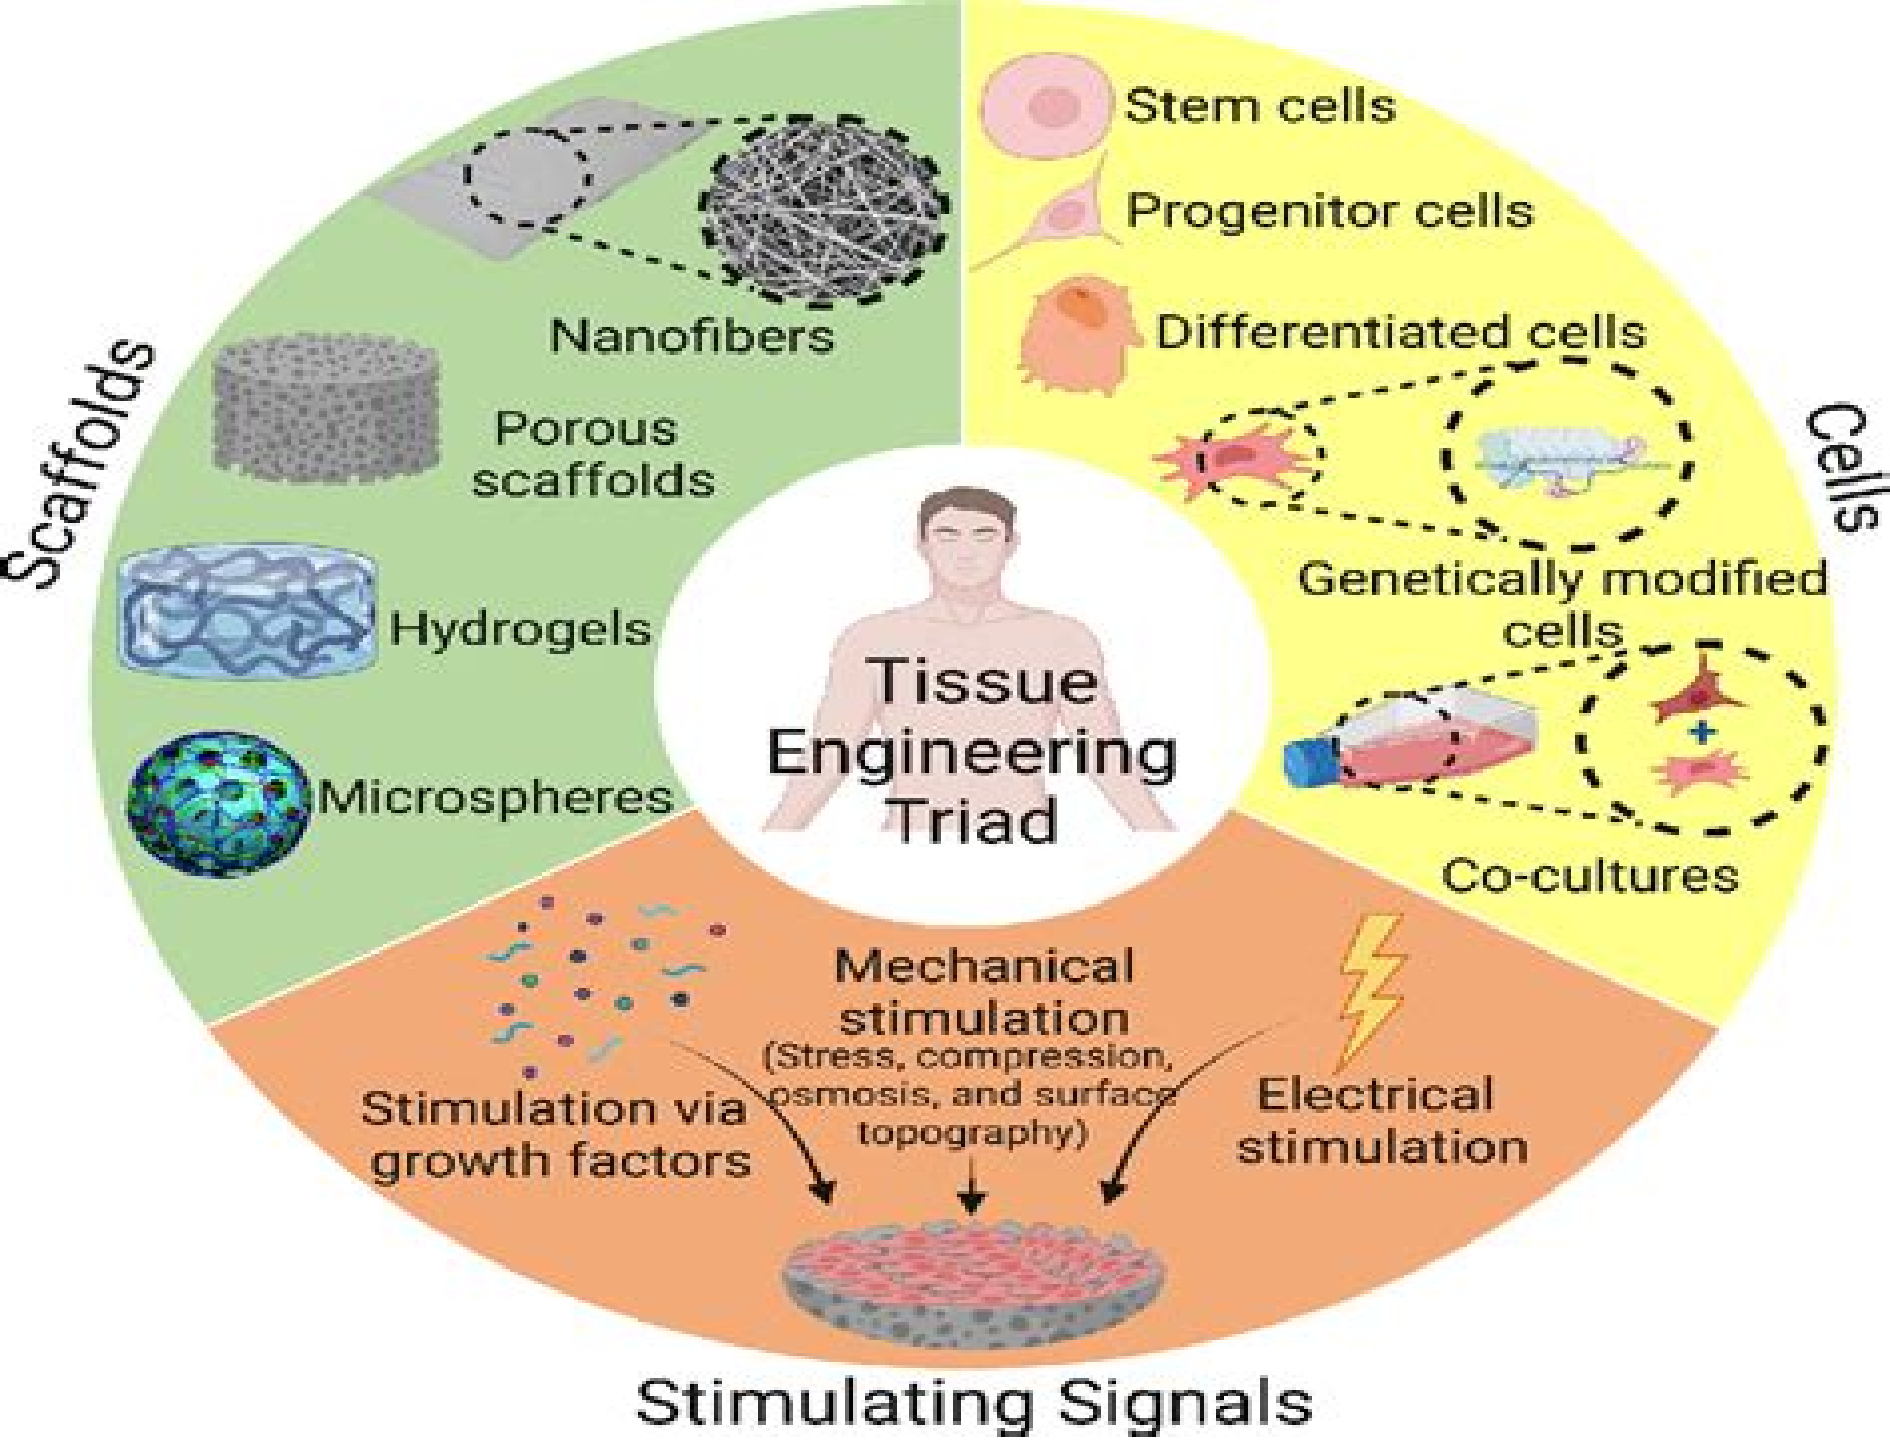 Scaffolds
Nanofibers
Porous
scaffolds
Hydrogels
Microspheres
Stem cells
Progenitor cells
Differentiated cells
Genetically modified
cells
Co-cultures
Cells
Tissue
Engineering
Triad
Stimulation via
growth factors
Mechanical
stimulation
(Stress, compression,
osmosis, and surface
topography)
Electrical
stimulation
Stimulating Signals